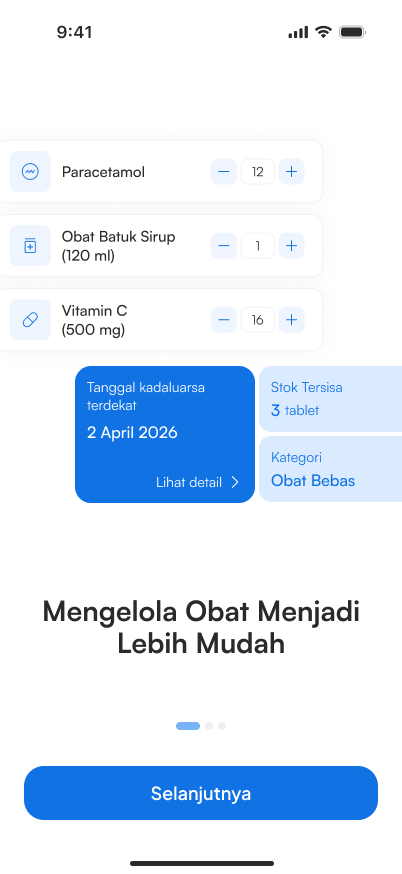 9:41
Paracetamol
12
Obat Batuk Sirup
(120 ml)
1
Vitamin C
(500 mg)
16
Tanggal kadaluarsa
terdekat
2 April 2026
Lihat detail
Stok Tersisa
3 tablet
Kategori
Obat Bebas
Mengelola Obat Menjadi
Lebih Mudah
Selanjutnya